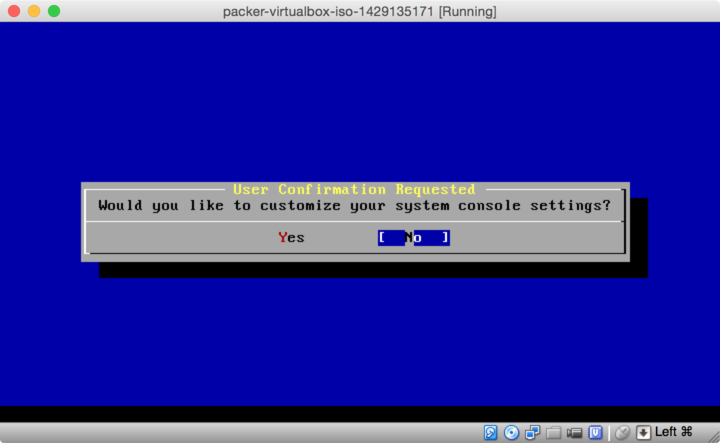 packer-virtualbox-iso-1429135171 [Running]
User Confirmation Requested
Would you like to customize your system console settings?
Yes [ No ]
Left ⌘